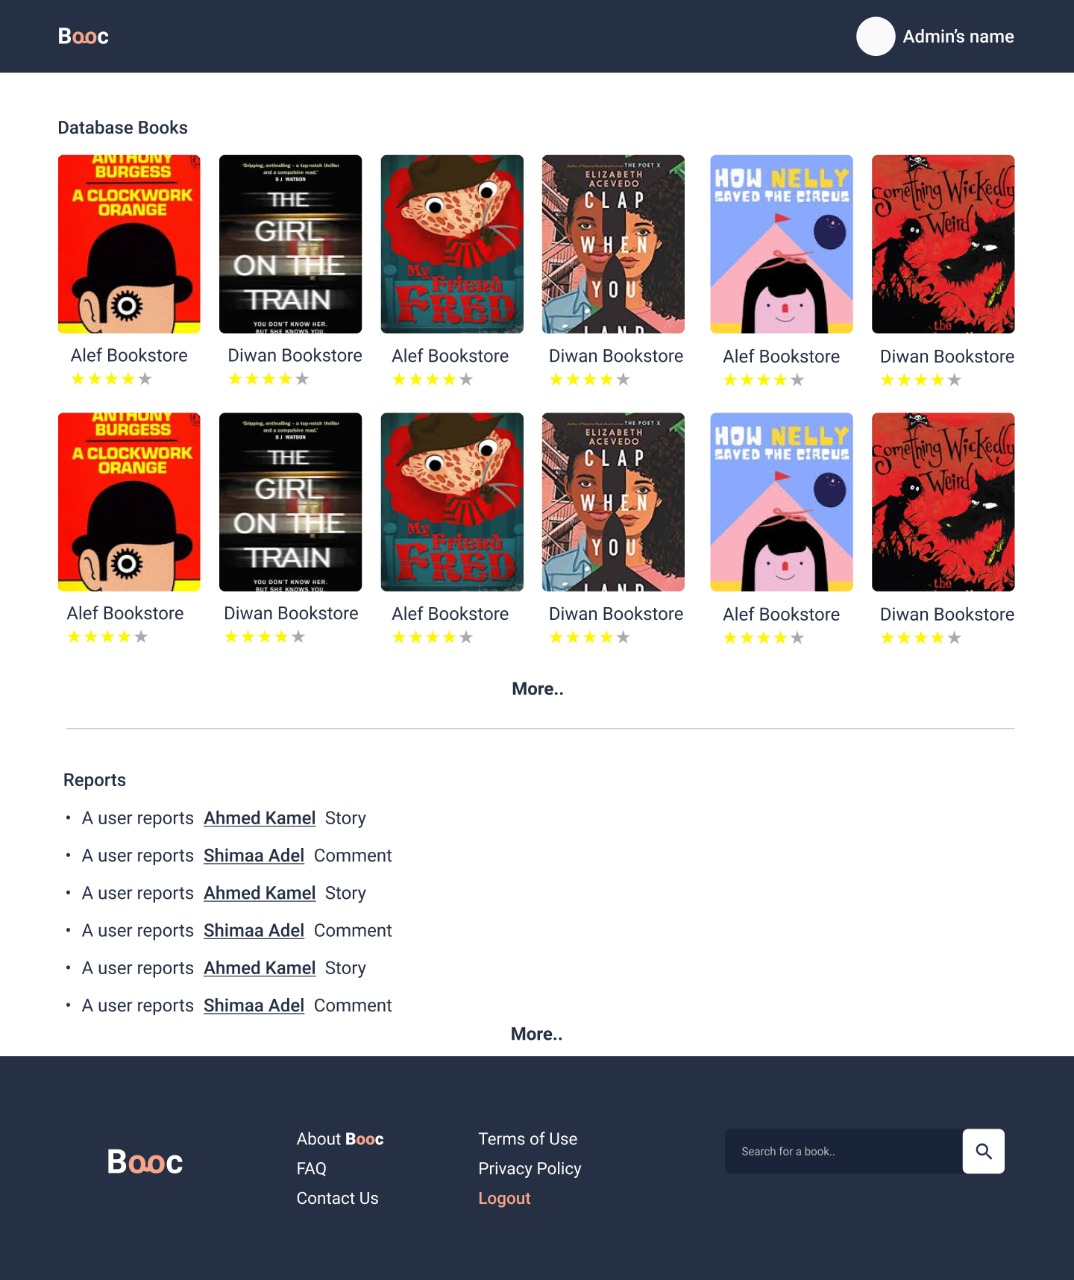 Booc
Admin's name
Database Books
ANTHONY
BURGESS
A CLOCKWORK
ORANGE
'Gripping, enthralling – a top-notch thriller
and a compulsive read.'
S J WATSON
THE
GIRL
ON THE
TRAIN
YOU DON'T KNOW HER.
BUT SHE KNOWS YOU.
My
Friend
FRED
THE POET X
ELIZABETH
ACEVEDO
CLAP
WHEN
YOU
LAND
HOW NELLY
SAVED THE CIRCUS
Something Wickedly
Weird
the
Alef Bookstore
Diwan Bookstore
Alef Bookstore
Diwan Bookstore
Alef Bookstore
Diwan Bookstore
ANTHONY
BURGESS
A CLOCKWORK
ORANGE
'Gripping, enthralling – a top-notch thriller
and a compulsive read.'
S J WATSON
THE
GIRL
ON THE
TRAIN
YOU DON'T KNOW HER.
BUT SHE KNOWS YOU.
My
Friend
FRED
THE POET X
ELIZABETH
ACEVEDO
CLAP
WHEN
YOU
LAND
HOW NELLY
SAVED THE CIRCUS
Something Wickedly
Weird
the
Alef Bookstore
Diwan Bookstore
Alef Bookstore
Diwan Bookstore
Alef Bookstore
Diwan Bookstore
More..
Reports
• A user reports Ahmed Kamel Story
• A user reports Shimaa Adel Comment
• A user reports Ahmed Kamel Story
• A user reports Shimaa Adel Comment
• A user reports Ahmed Kamel Story
• A user reports Shimaa Adel Comment
More..
Booc
About Booc
FAQ
Contact Us
Terms of Use
Privacy Policy
Logout
Search for a book..